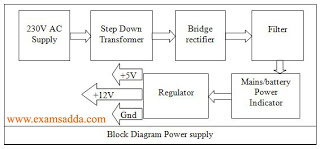 230V AC
Supply
Step Down
Transformer
Bridge
rectifier
Filter
+5V
+12V
Gnd
Regulator
Mains/battery
Power
Indicator
www.examsadda.com
Block Diagram Power supply